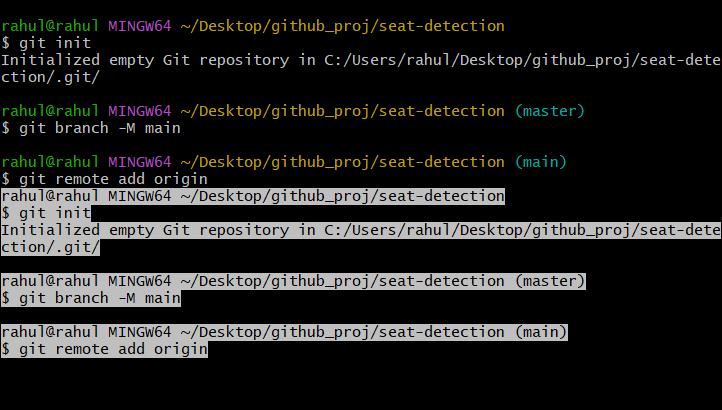 rahul@rahul MINGW64 ~/Desktop/github_proj/seat-detection
$ git init
Initialized empty Git repository in C:/Users/rahul/Desktop/github_proj/seat-dete
ction/.git/
rahul@rahul MINGW64 ~/Desktop/github_proj/seat-detection (master)
$ git branch -M main
rahul@rahul MINGW64 ~/Desktop/github_proj/seat-detection (main)
$ git remote add origin
rahul@rahul MINGW64 ~/Desktop/github_proj/seat-detection
$ git init
Initialized empty Git repository in C:/Users/rahul/Desktop/github_proj/seat-dete
ction/.git/
rahul@rahul MINGW64 ~/Desktop/github_proj/seat-detection (master)
$ git branch -M main
rahul@rahul MINGW64 ~/Desktop/github_proj/seat-detection (main)
$ git remote add origin